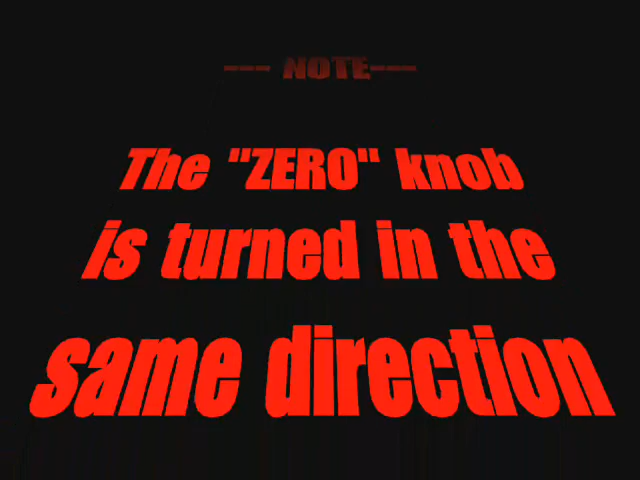 --- NOTE---
The "ZERO" knob
is turned in the
same direction